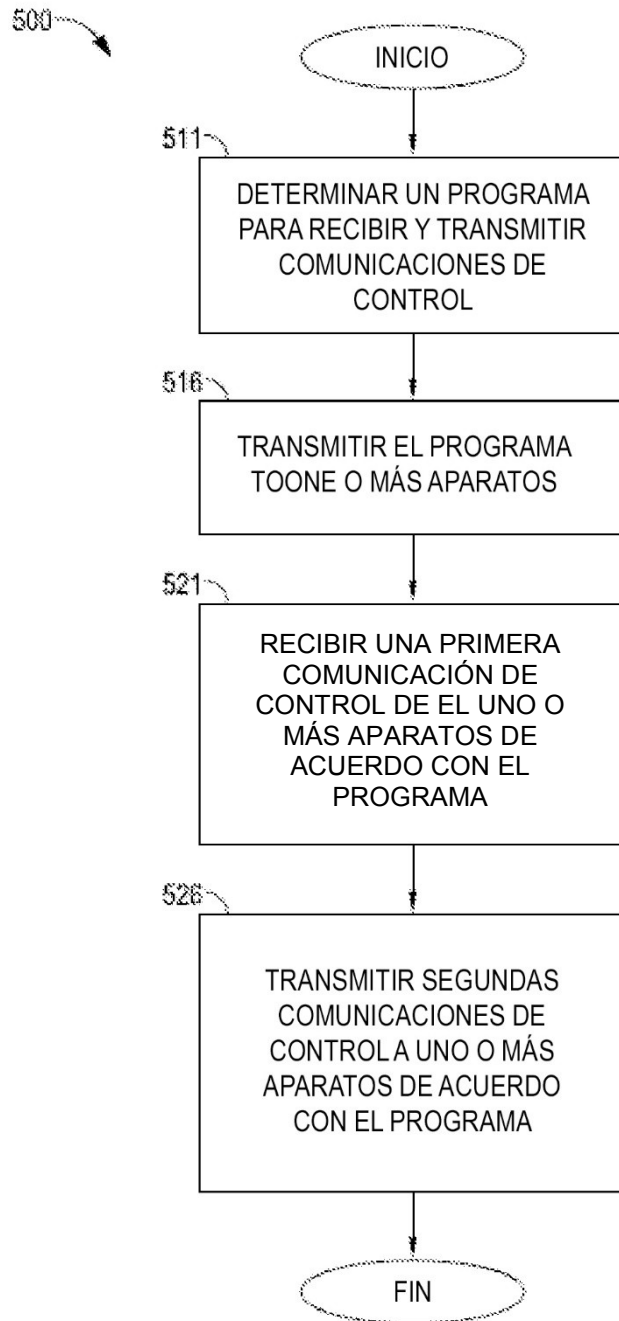 500
INICIO
511
DETERMINAR UN PROGRAMA
PARA RECIBIR Y TRANSMITIR
COMUNICACIONES DE
CONTROL
516
TRANSMITIR EL PROGRAMA
TOONE O MÁS APARATOS
521
RECIBIR UNA PRIMERA
COMUNICACIÓN DE
CONTROL DE EL UNO O
MÁS APARATOS DE
ACUERDO CON EL
PROGRAMA
526
TRANSMITIR SEGUNDAS
COMUNICACIONES DE
CONTROL A UNO O MÁS
APARATOS DE ACUERDO
CON EL PROGRAMA
FIN